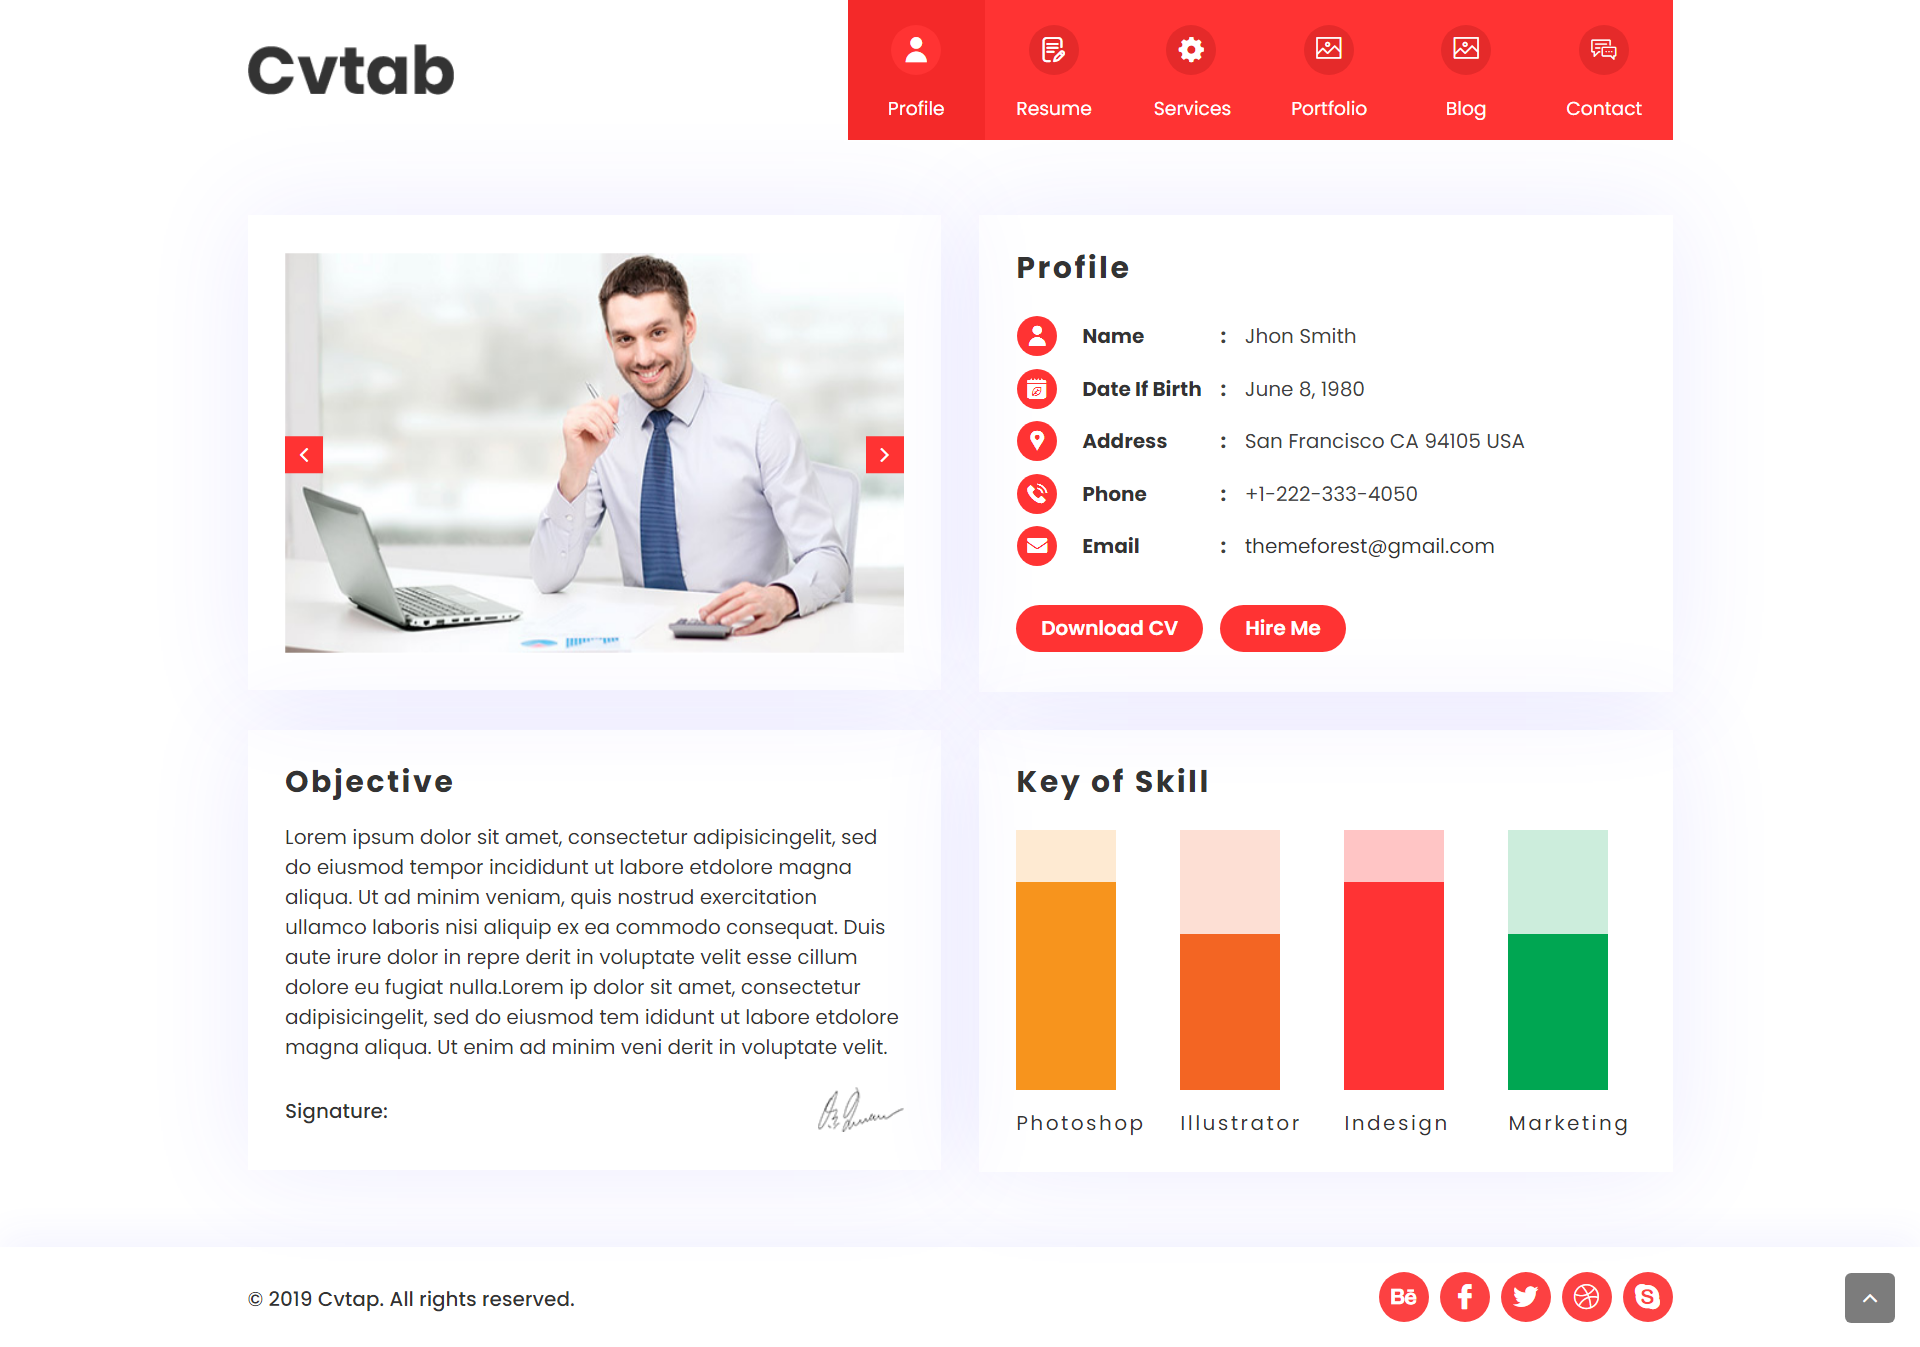 Cvtab
Profile
Resume
Services
Portfolio
Blog
Contact
Profile
Name : Jhon Smith
Date If Birth : June 8, 1980
Address : San Francisco CA 94105 USA
Phone : +1-222-333-4050
Email : themeforest@gmail.com
Download CV
Hire Me
Objective
Lorem ipsum dolor sit amet, consectetur adipisicingelit, sed
do eiusmod tempor incididunt ut labore etdolore magna
aliqua. Ut ad minim veniam, quis nostrud exercitation
ullamco laboris nisi aliquip ex ea commodo consequat. Duis
aute irure dolor in repre derit in voluptate velit esse cillum
dolore eu fugiat nulla.Lorem ip dolor sit amet, consectetur
adipisicingelit, sed do eiusmod tem ididunt ut labore etdolore
magna aliqua. Ut enim ad minim veni derit in voluptate velit.
Signature:
Key of Skill
Photoshop
Illustrator
Indesign
Marketing
© 2019 Cvtap. All rights reserved.